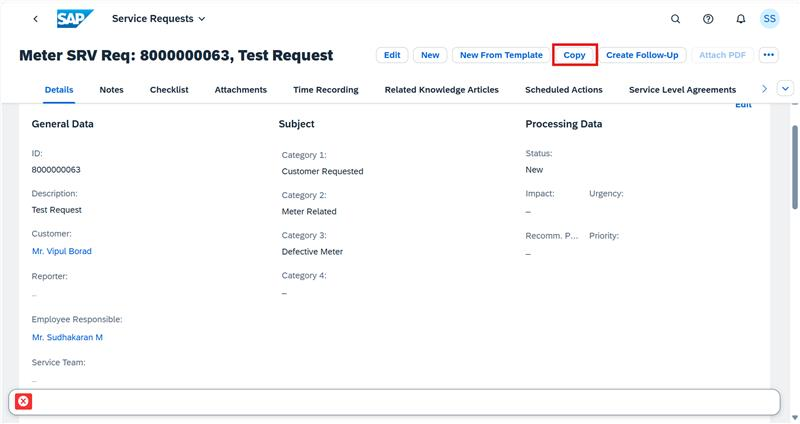 SAP Service Requests SS
Meter SRV Req: 8000000063, Test Request Edit New New From Template Copy Create Follow-Up Attach PDF
Details Notes Checklist Attachments Time Recording Related Knowledge Articles Scheduled Actions Service Level Agreements
Edit
General Data Subject Processing Data
ID: Category 1: Status:
8000000063 Customer Requested New
Description: Category 2: Impact: Urgency:
Test Request Meter Related –
Customer: Category 3: Recomm. P... Priority:
Mr. Vipul Borad Defective Meter –
Reporter: Category 4:
– –
Employee Responsible:
Mr. Sudhakaran M
Service Team:
–